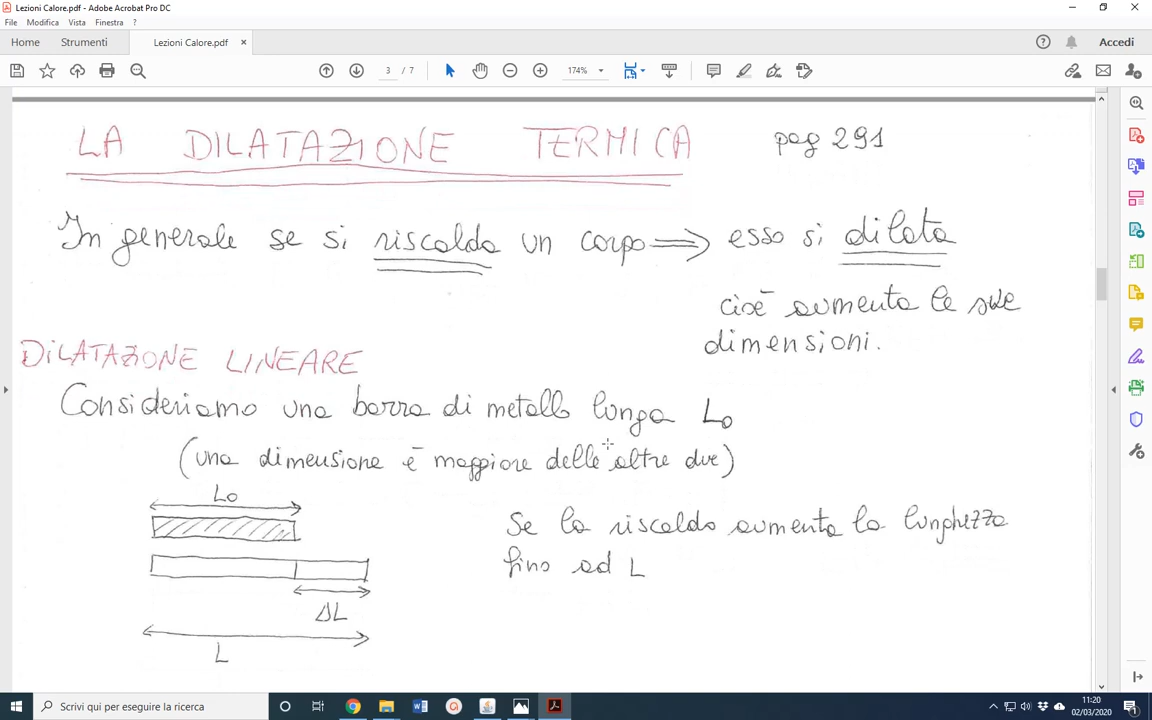 Lezioni Calore.pdf - Adobe Acrobat Pro DC
File Modifica Vista Finestra ?
Home Strumenti Lezioni Calore.pdf × Accedi
3 / 7 174%
LA DILATAZIONE TERMICA pag 291
In generale se si riscalda un corpo ⟹ esso si dilata
cioè aumenta le sue
dimensioni.
DILATAZIONE LINEARE
Consideriamo una barra di metallo lunga L₀
(una dimensione è maggiore delle altre due)
L₀
Se la riscaldo aumenta la lunghezza
fino ad L
ΔL
L
Scrivi qui per eseguire la ricerca
11:20
02/03/2020